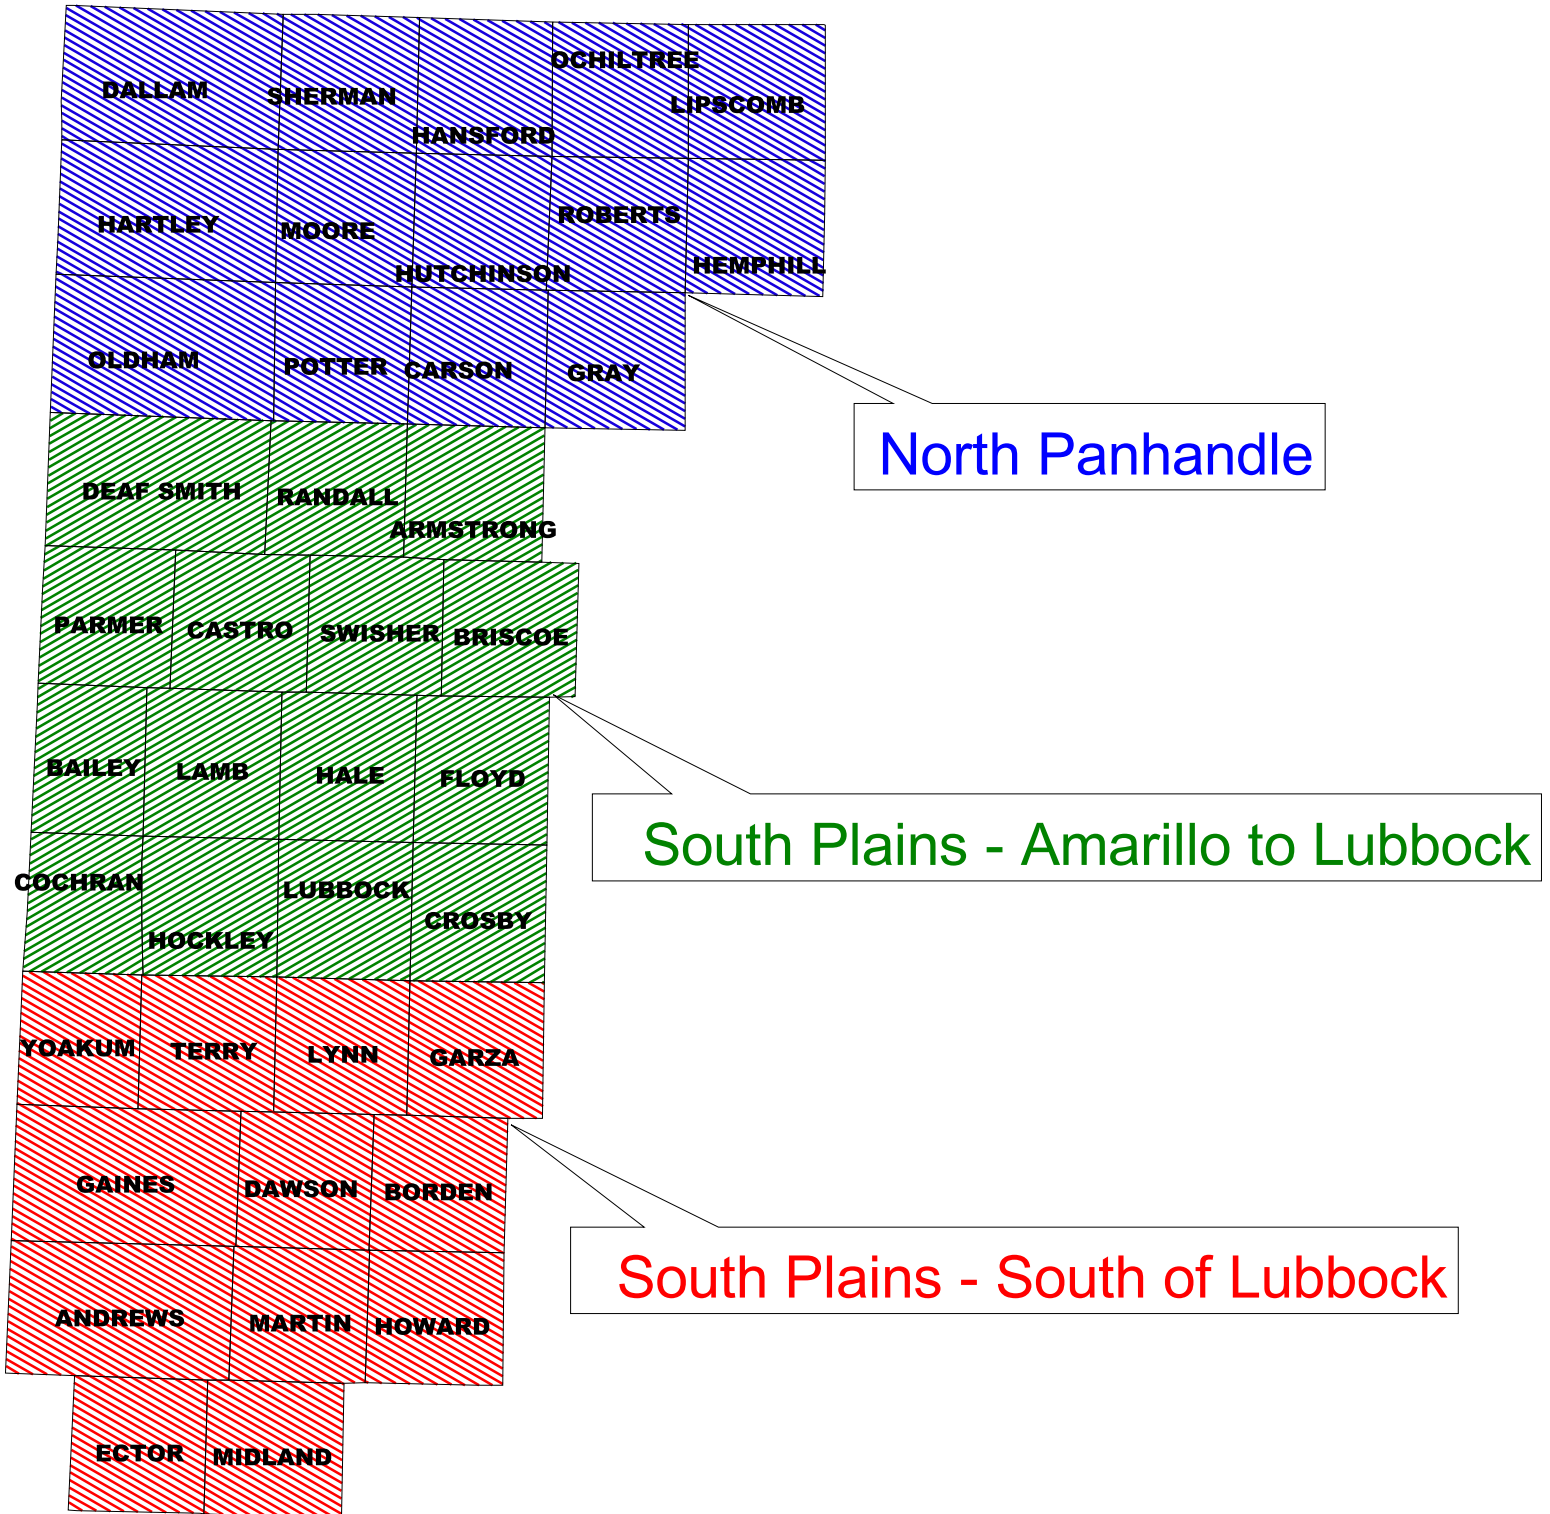 DALLAM
SHERMAN
HANSFORD
OCHILTREE
LIPSCOMB
HARTLEY
MOORE
HUTCHINSON
ROBERTS
HEMPHILL
OLDHAM
POTTER
CARSON
GRAY
North Panhandle
DEAF SMITH
RANDALL
ARMSTRONG
PARMER
CASTRO
SWISHER
BRISCOE
BAILEY
LAMB
HALE
FLOYD
South Plains - Amarillo to Lubbock
COCHRAN
HOCKLEY
LUBBOCK
CROSBY
YOAKUM
TERRY
LYNN
GARZA
GAINES
DAWSON
BORDEN
South Plains - South of Lubbock
ANDREWS
MARTIN
HOWARD
ECTOR
MIDLAND